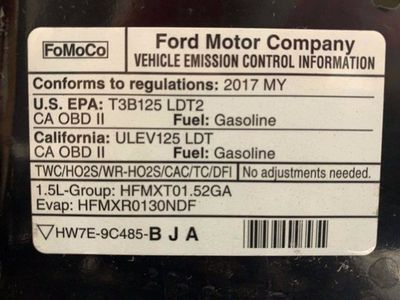 FoMoCo
Ford Motor Company
VEHICLE EMISSION CONTROL INFORMATION
Conforms to regulations: 2017 MY
U.S. EPA: T3B125 LDT2
CA OBD II Fuel: Gasoline
California: ULEV125 LDT
CA OBD II Fuel: Gasoline
TWC/HO2S/WR-HO2S/CAC/TC/DFI No adjustments needed.
1.5L-Group: HFMXT01.52GA
Evap: HFMXR0130NDF
HW7E-9C485-B J A